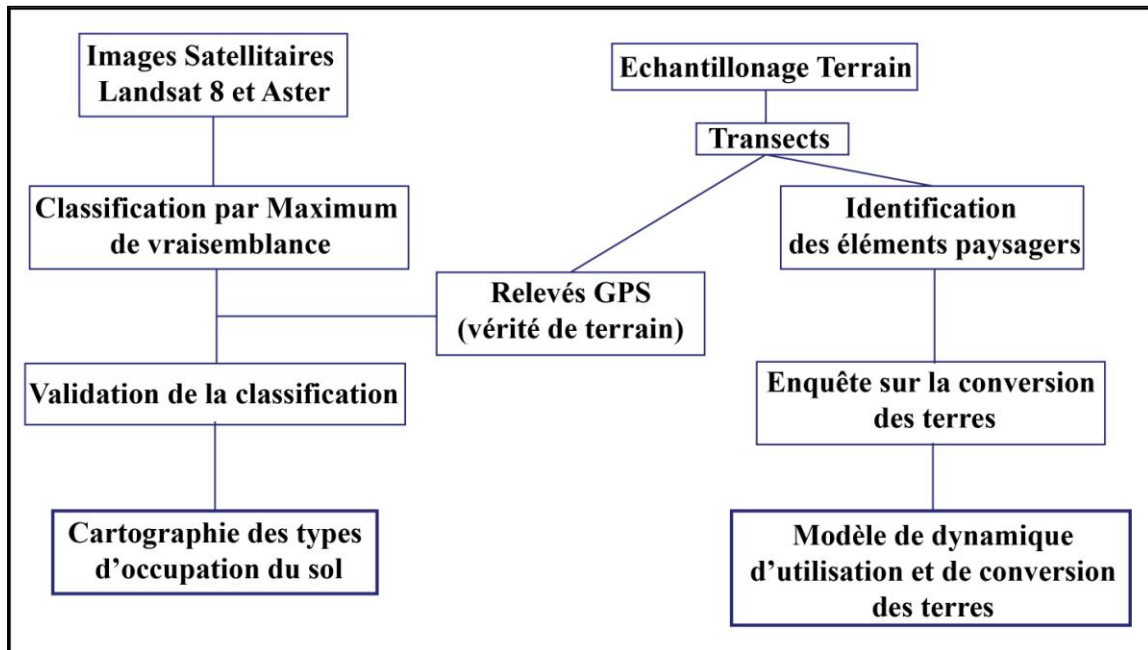 Images Satellitaires
Landsat 8 et Aster
Echantillonage Terrain
Transects
Classification par Maximum
de vraisemblance
Identification
des éléments paysagers
Relevés GPS
(vérité de terrain)
Validation de la classification
Enquête sur la conversion
des terres
Cartographie des types
d’occupation du sol
Modèle de dynamique
d’utilisation et de conversion
des terres